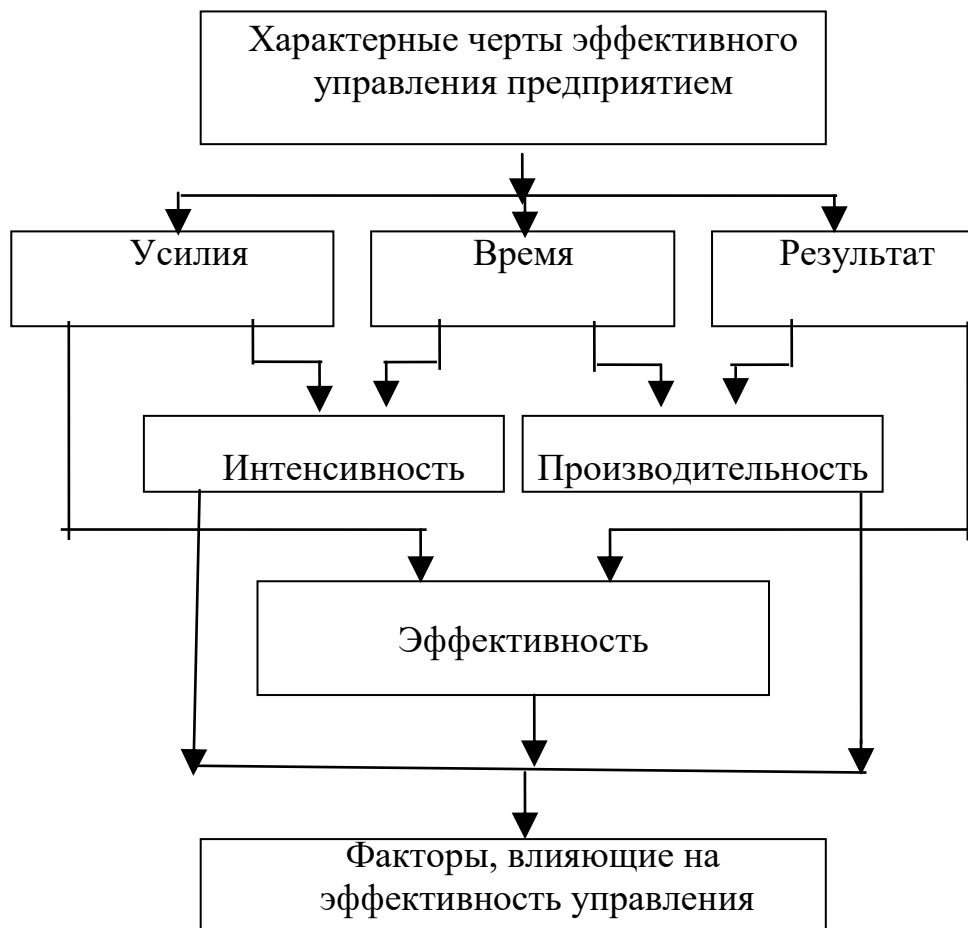 Характерные черты эффективного
управления предприятием
Усилия
Время
Результат
Интенсивность
Производительность
Эффективность
Факторы, влияющие на
эффективность управления